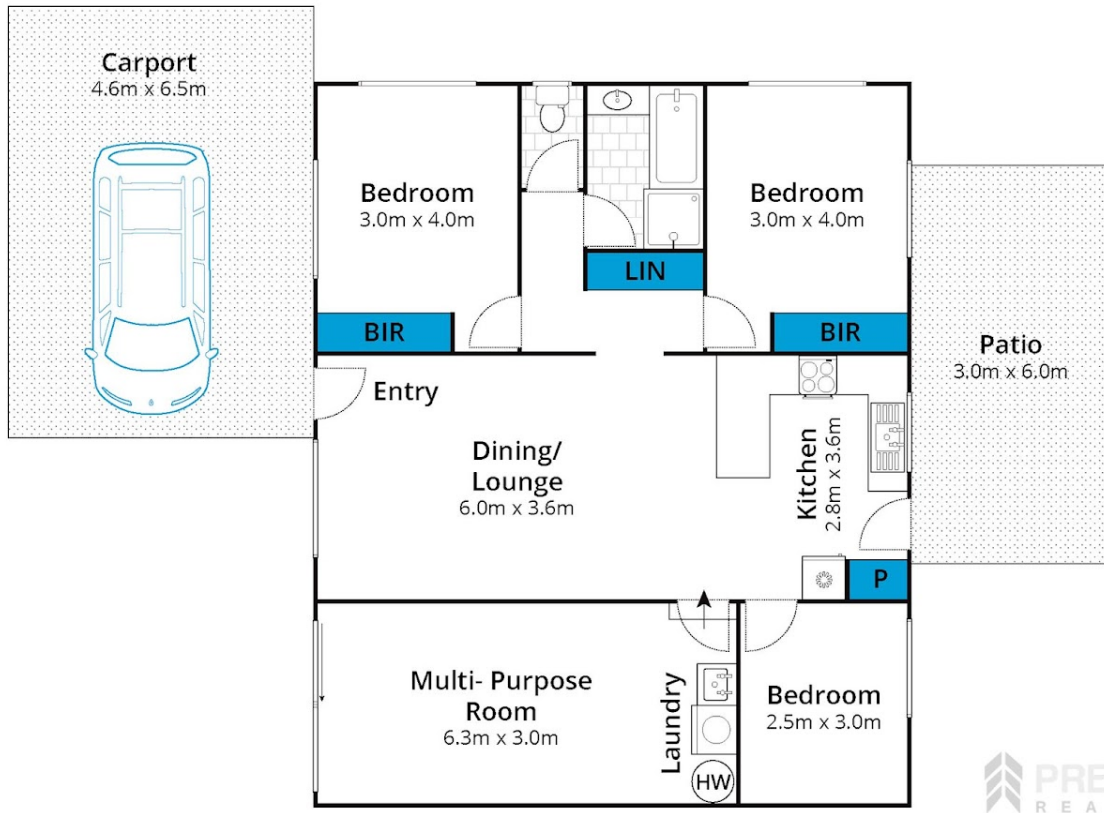 Carport
4.6m x 6.5m
Bedroom
3.0m x 4.0m
Bedroom
3.0m x 4.0m
LIN
BIR
BIR
Patio
3.0m x 6.0m
Entry
Dining/
Lounge
6.0m x 3.6m
Kitchen
2.8m x 3.6m
P
Multi- Purpose
Room
6.3m x 3.0m
Laundry
HW
Bedroom
2.5m x 3.0m